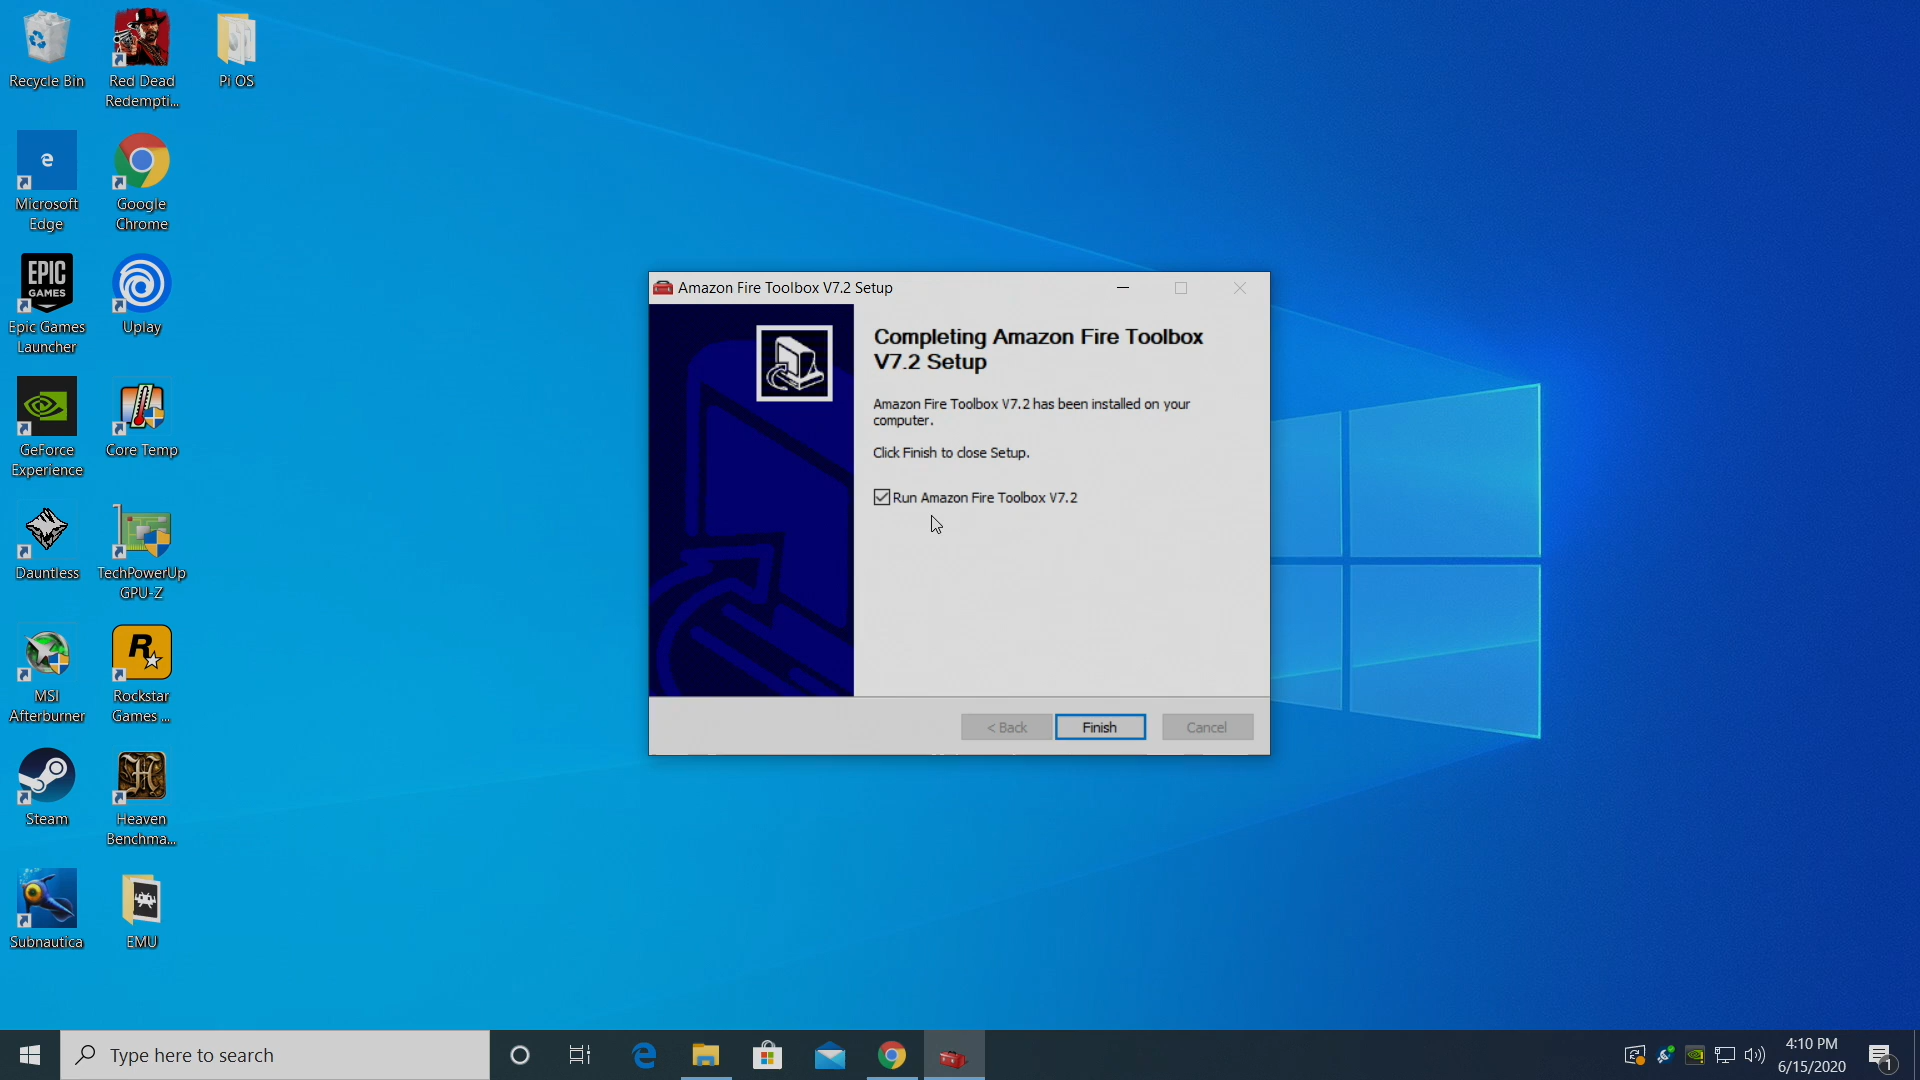 Recycle Bin
Red Dead
Redempti...
Pi OS
e
Microsoft
Edge
Google
Chrome
EPIC
GAMES
Epic Games
Launcher
Uplay
GeForce
Experience
Core Temp
Dauntless
TechPowerUp
GPU-Z
MSI
Afterburner
R
Rockstar
Games ...
Steam
H
Heaven
Benchma...
Subnautica
EMU
Amazon Fire Toolbox V7.2 Setup
Completing Amazon Fire Toolbox
V7.2 Setup
Amazon Fire Toolbox V7.2 has been installed on your
computer.
Click Finish to close Setup.
Run Amazon Fire Toolbox V7.2
< Back
Finish
Cancel
Type here to search
4:10 PM
6/15/2020
1